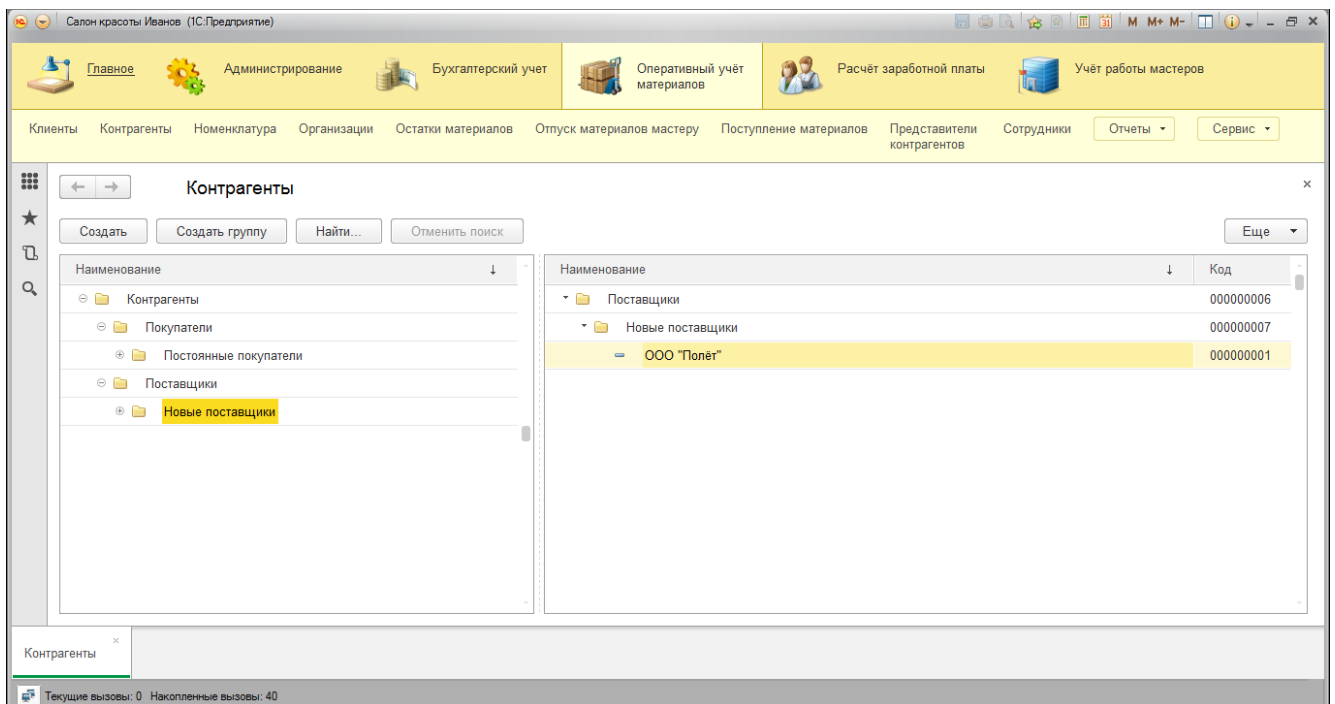 Салон красоты Иванов (1С:Предприятие)
31 M M+ M-
Главное
Администрирование
Бухгалтерский учет
Оперативный учёт
материалов
Расчёт заработной платы
Учёт работы мастеров
Клиенты
Контрагенты
Номенклатура
Организации
Остатки материалов
Отпуск материалов мастеру
Поступление материалов
Представители
контрагентов
Сотрудники
Отчеты
Сервис
Контрагенты
Создать
Создать группу
Найти...
Отменить поиск
Еще
Наименование
Контрагенты
Покупатели
Постоянные покупатели
Поставщики
Новые поставщики
Наименование Код
Поставщики 000000006
Новые поставщики 000000007
ООО "Полёт" 000000001
Контрагенты
Текущие вызовы: 0 Накопленные вызовы: 40